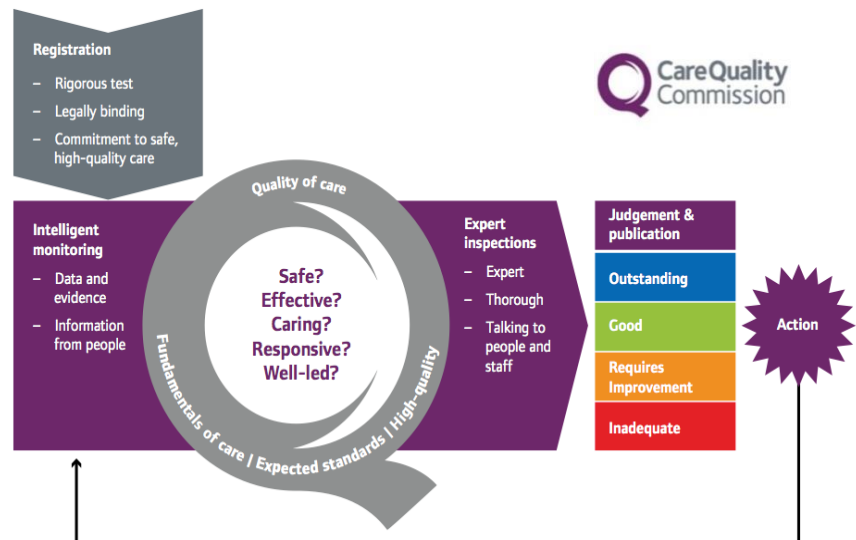 Registration
– Rigorous test
– Legally binding
– Commitment to safe,
high-quality care
CareQuality
Commission
Intelligent
monitoring
– Data and
evidence
– Information
from people
Quality of care
Safe?
Effective?
Caring?
Responsive?
Well-led?
Fundamentals of care | Expected standards | High-quality
Expert
inspections
– Expert
– Thorough
– Talking to
people and
staff
Judgement &
publication
Outstanding
Good
Requires
Improvement
Inadequate
Action